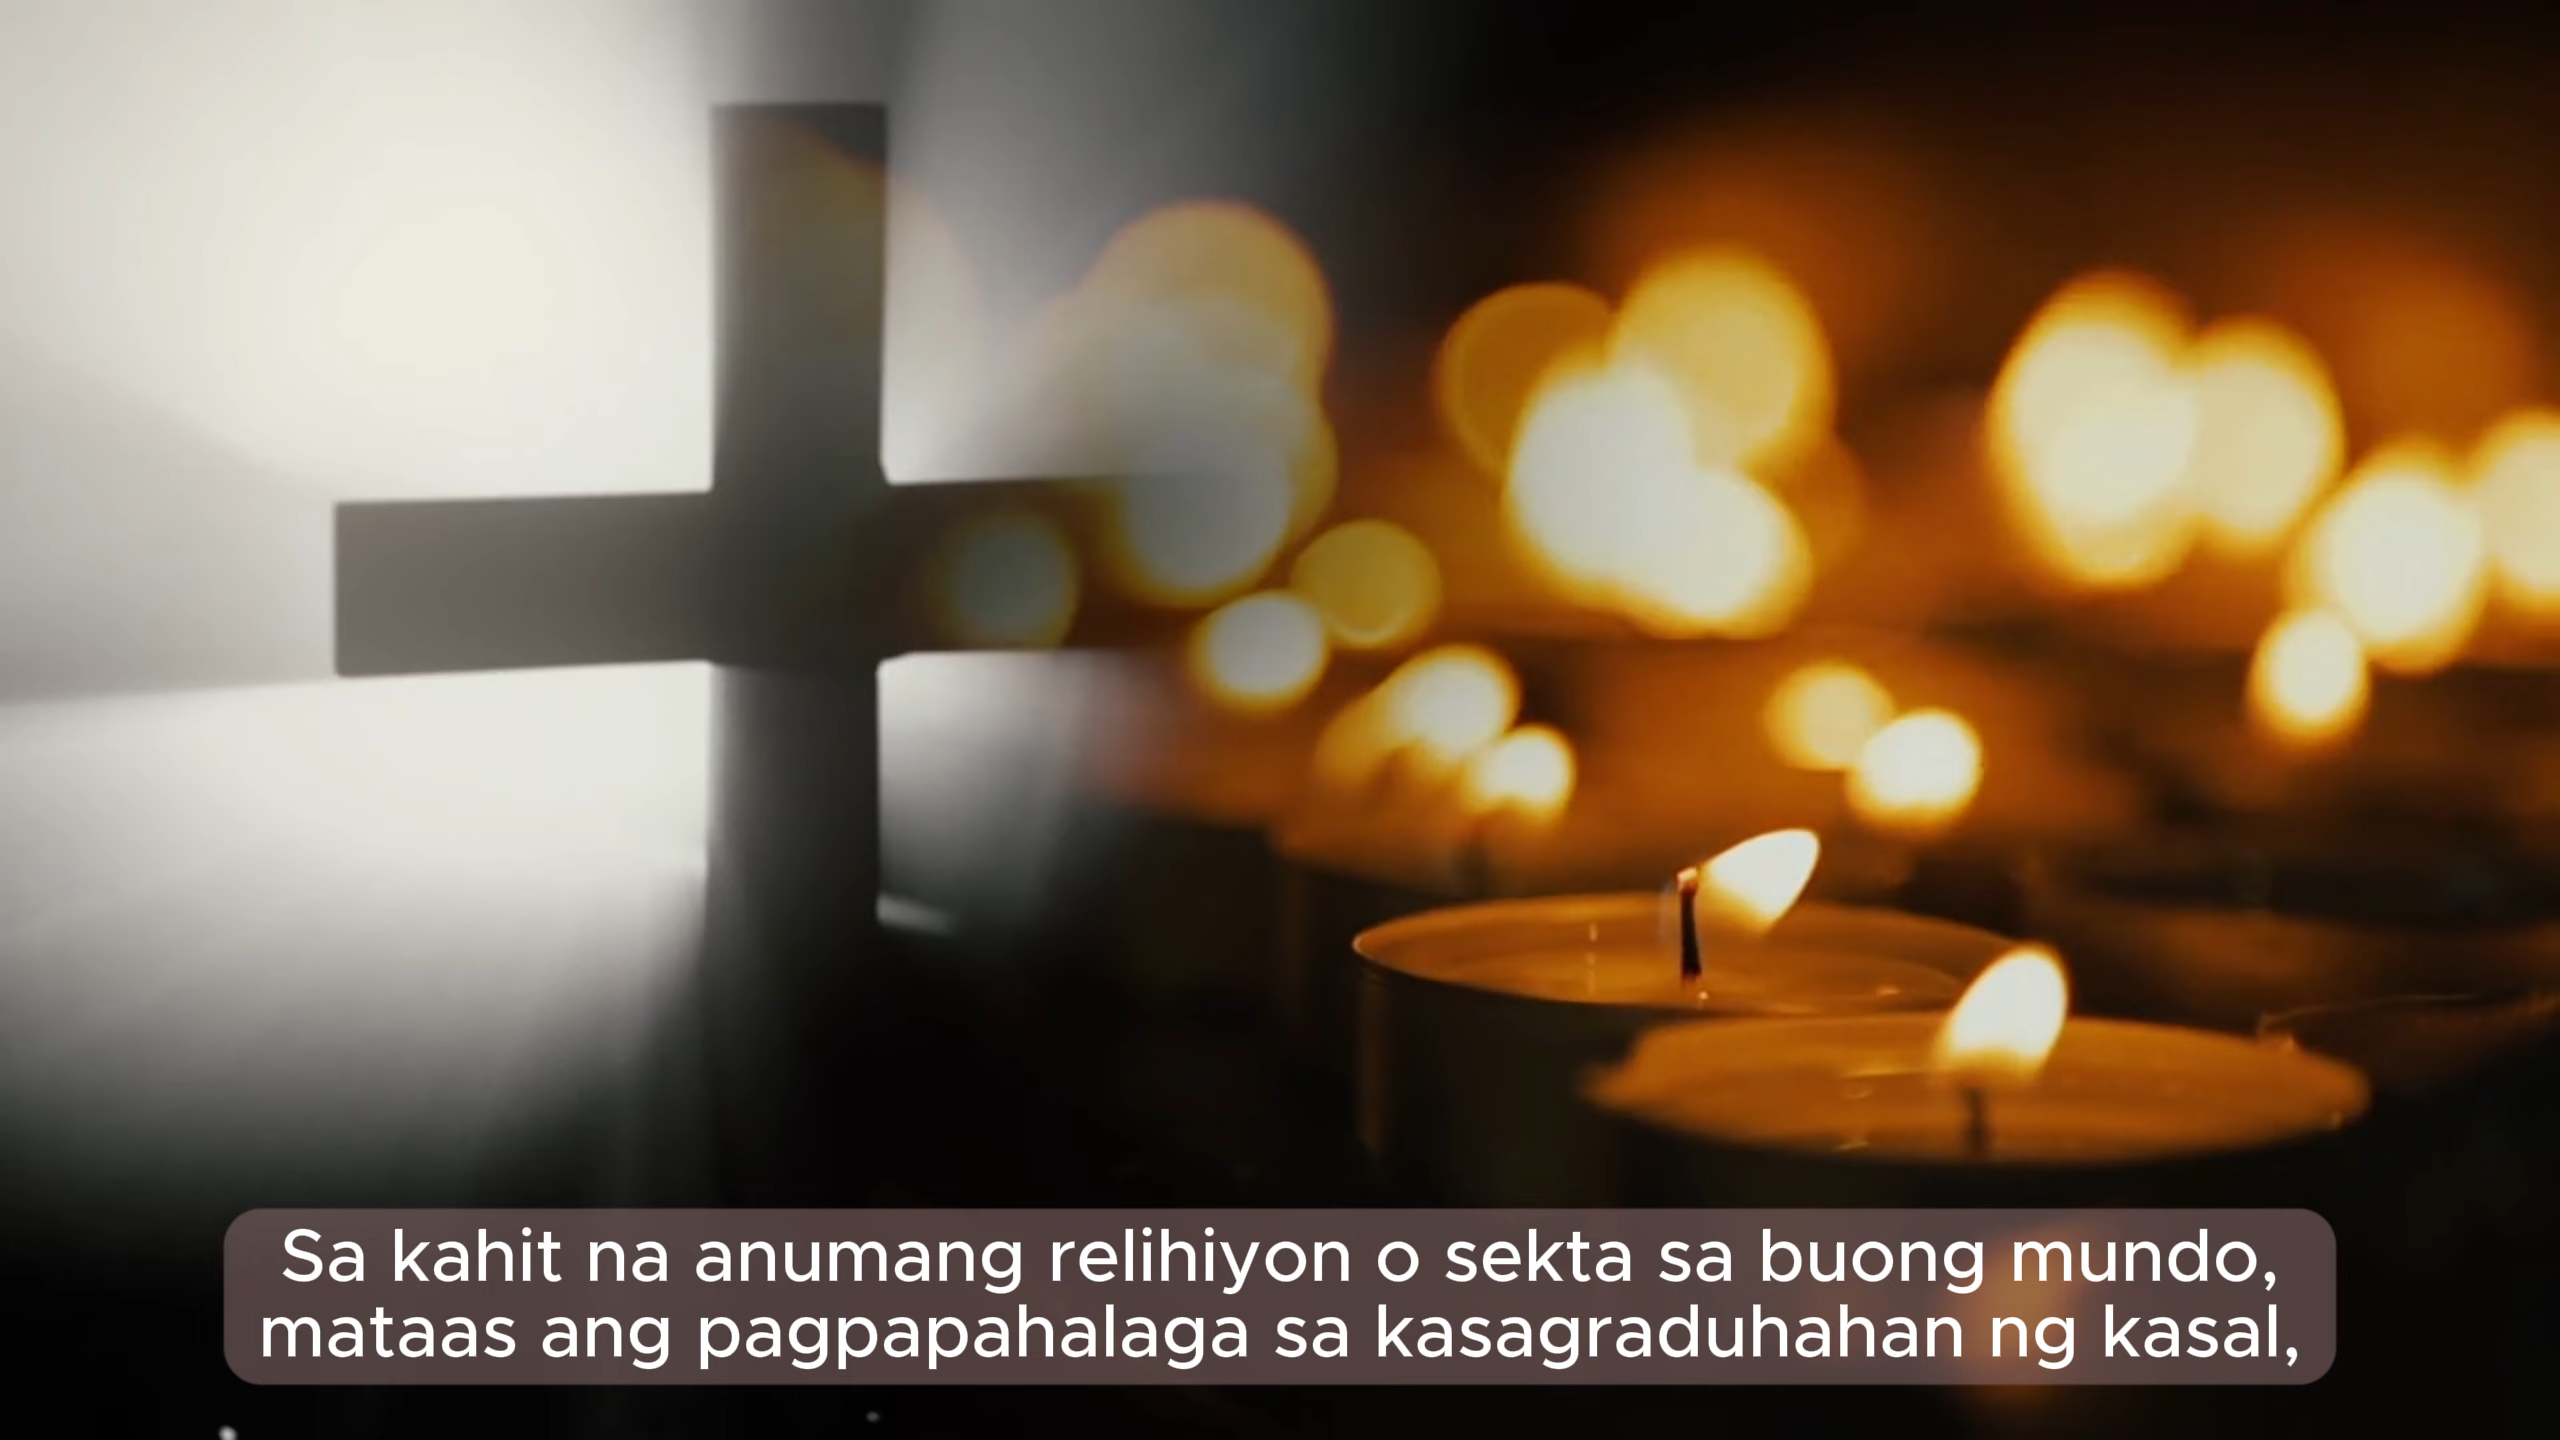 Sa kahit na anumang relihiyon o sekta sa buong mundo,
mataas ang pagpapahalaga sa kasagraduhahan ng kasal,